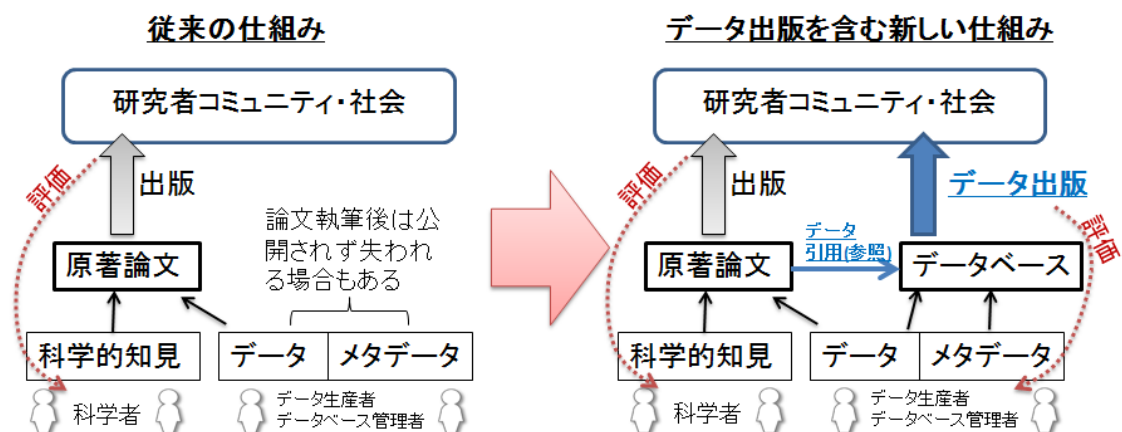 従来の仕組み
研究者コミュニティ・社会
評価
出版
論文執筆後は公
開されず失われ
る場合もある
原著論文
科学的知見
データ
メタデータ
科学者
データ生産者
データベース管理者
データ出版を含む新しい仕組み
研究者コミュニティ・社会
評価
出版
データ出版
評価
データ
引用(参照)
原著論文
データベース
科学的知見
データ
メタデータ
科学者
データ生産者
データベース管理者